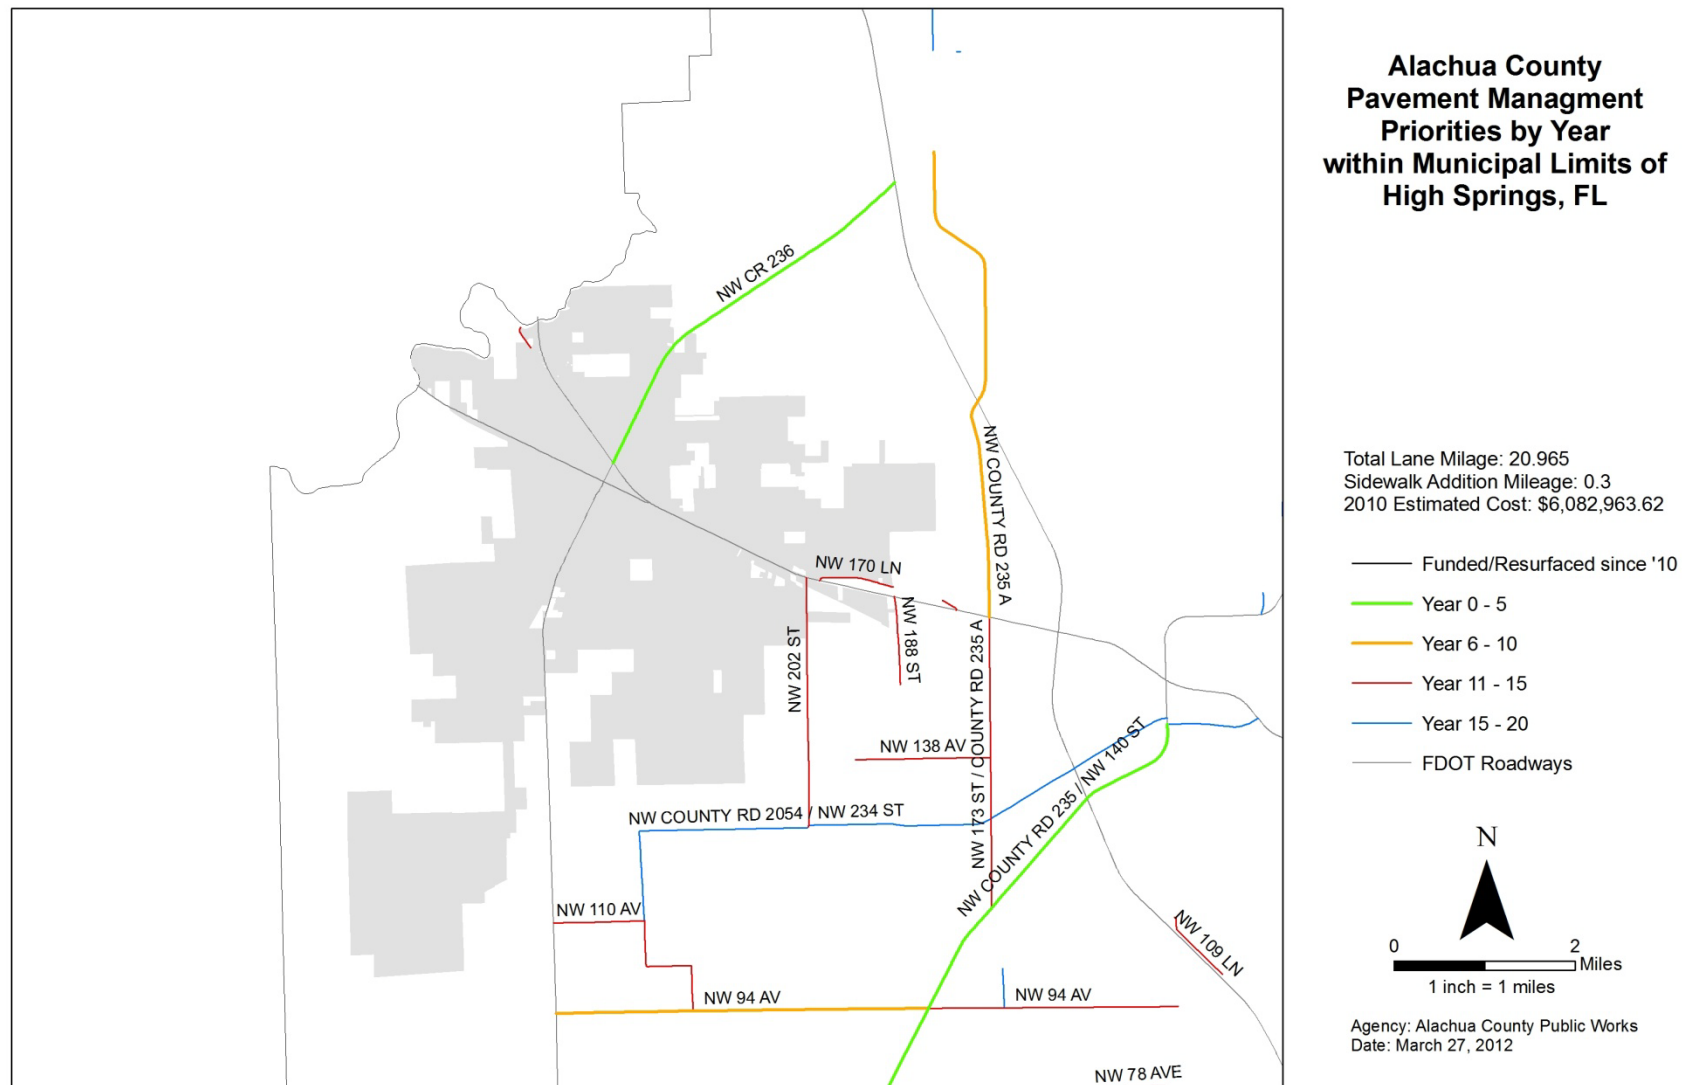 Alachua County
Pavement Managment
Priorities by Year
within Municipal Limits of
High Springs, FL
NW CR 236
NW COUNTY RD 235 A
Total Lane Milage: 20.965
Sidewalk Addition Mileage: 0.3
2010 Estimated Cost: $6,082,963.62
Funded/Resurfaced since '10
Year 0 - 5
Year 6 - 10
Year 11 - 15
Year 15 - 20
FDOT Roadways
NW 170 LN
NW 188 ST
NW 202 ST
NW 173 ST / COUNTY RD 235 A
NW 138 AV
NW COUNTY RD 235 / NW 140 ST
NW COUNTY RD 2054 / NW 234 ST
NW 110 AV
NW 109 LN
NW 94 AV
NW 94 AV
NW 78 AVE
N
0 2
Miles
1 inch = 1 miles
Agency: Alachua County Public Works
Date: March 27, 2012